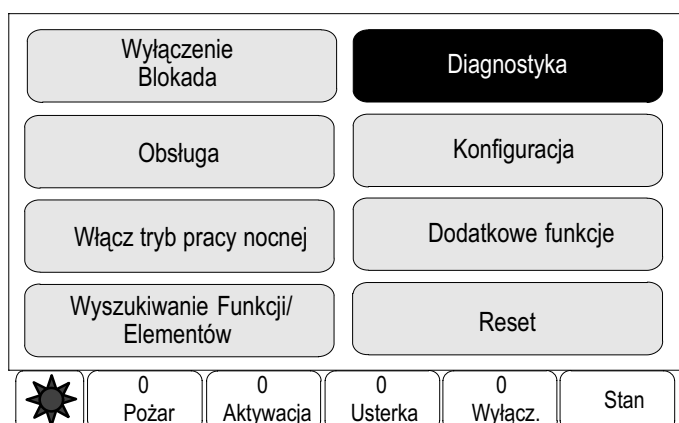 Wyłączenie
Blokada
Diagnostyka
Obsługa
Konfiguracja
Włącz tryb pracy nocnej
Dodatkowe funkcje
Wyszukiwanie Funkcji/
Elementów
Reset
0
Pożar
0
Aktywacja
0
Usterka
0
Wyłącz.
Stan